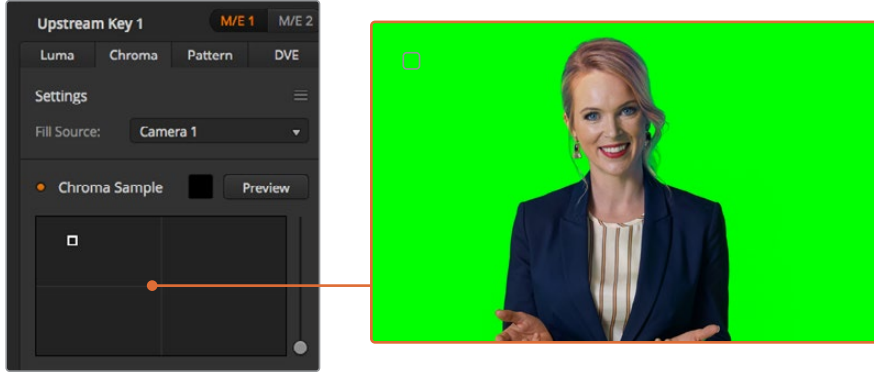 Upstream Key 1 M/E 1 M/E 2
Luma Chroma Pattern DVE
Settings
Fill Source: Camera 1
Chroma Sample Preview